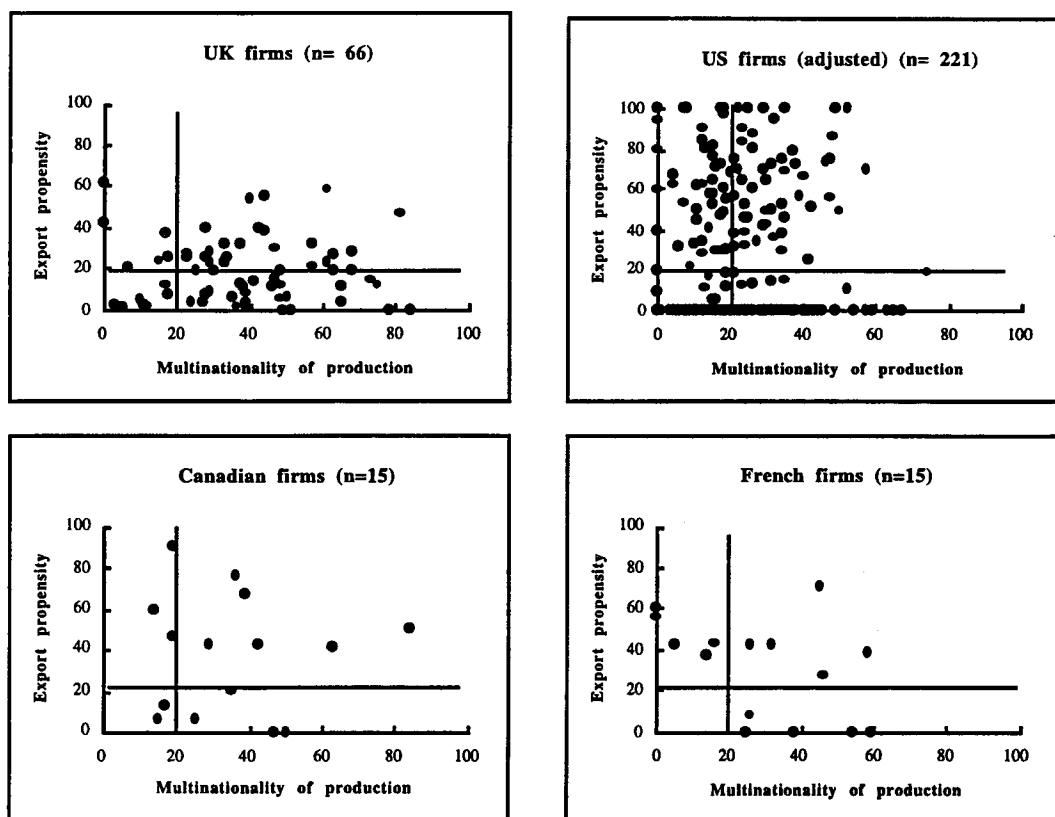 UK firms (n= 66)
Export propensity
100
80
60
40
20
0
0 20 40 60 80 100
Multinationality of production
US firms (adjusted) (n= 221)
Export propensity
100
80
60
40
20
0
0 20 40 60 80 100
Multinationality of production
Canadian firms (n=15)
Export propensity
100
80
60
40
20
0
0 20 40 60 80 100
Multinationality of production
French firms (n=15)
Export propensity
100
80
60
40
20
0
0 20 40 60 80 100
Multinationality of production